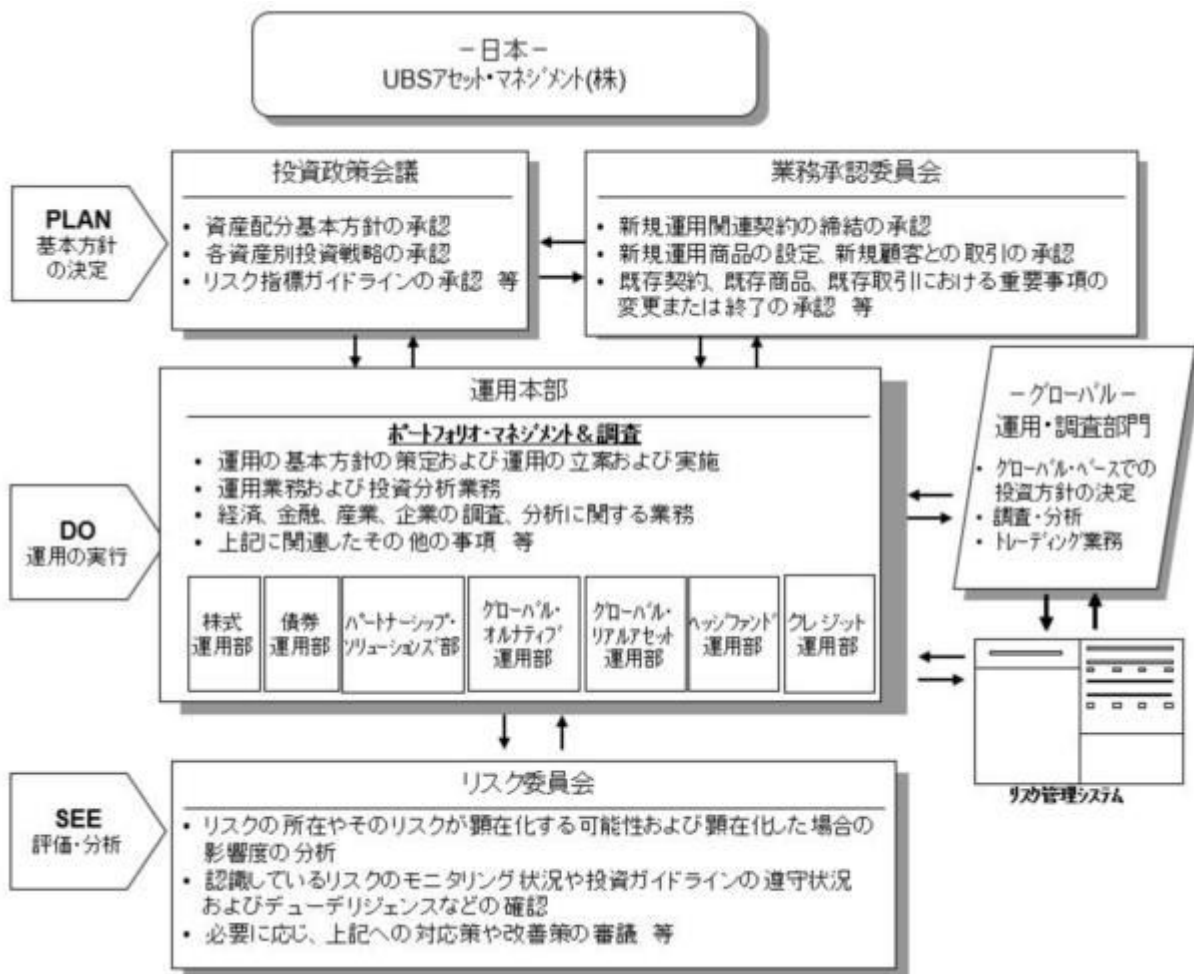 －日本－
UBSアセット・マネジメント(株)
PLAN
基本方針
の決定
投資政策会議
• 資産配分基本方針の承認
• 各資産別投資戦略の承認
• リスク指標ガイドラインの承認 等
業務承認委員会
• 新規運用関連契約の締結の承認
• 新規運用商品の設定、新規顧客との取引の承認
• 既存契約、既存商品、既存取引における重要事項の
変更または終了の承認 等
DO
運用の実行
運用本部
ポートフォリオ・マネジメント&調査
• 運用の基本方針の策定および運用の立案および実施
• 運用業務および投資分析業務
• 経済、金融、産業、企業の調査、分析に関する業務
• 上記に関連したその他の事項 等
株式
運用部
債券
運用部
パートナーシップ・
ソリューションズ部
グローバル・
オルナティブ
運用部
グローバル・
リアルアセット
運用部
ヘッジファンド
運用部
クレジット
運用部
－グローバル－
運用・調査部門
• グローバル・ベースでの
投資方針の決定
• 調査・分析
• トレーディング業務
リスク管理システム
SEE
評価・分析
リスク委員会
• リスクの所在やそのリスクが顕在化する可能性および顕在化した場合の
影響度の分析
• 認識しているリスクのモニタリング状況や投資ガイドラインの遵守状況
およびデューデリジェンスなどの確認
• 必要に応じ、上記への対応策や改善策の審議 等